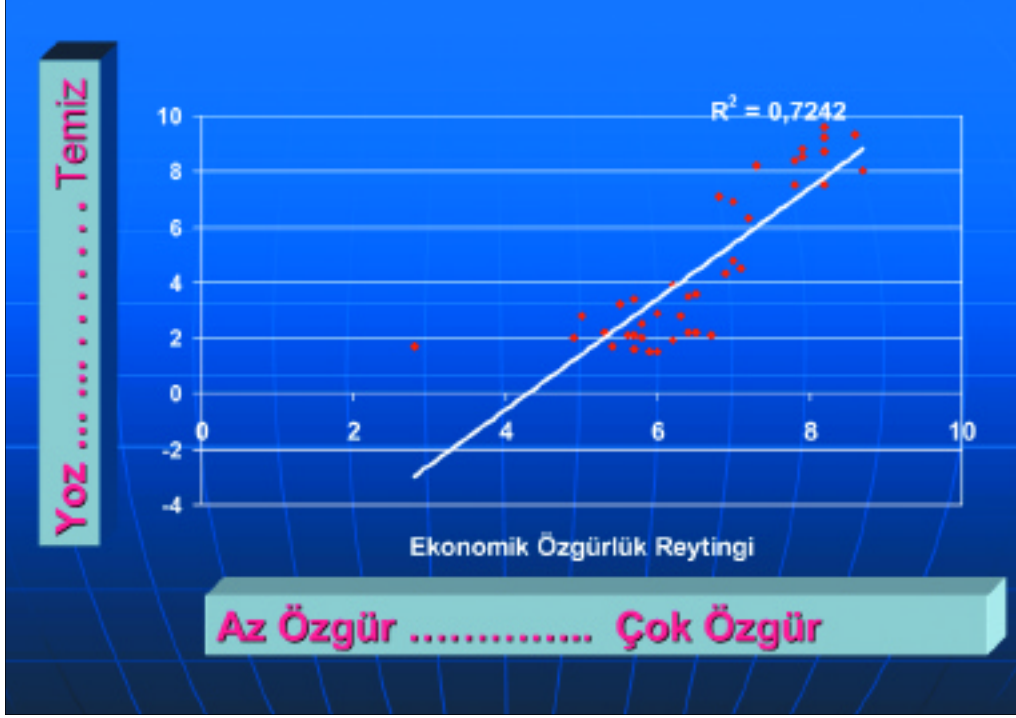 Yoz ... ... . . . . . . . . Temiz
R² = 0,7242
10
8
6
4
2
0
-2
-4
0 2 4 6 8 10
Ekonomik Özgürlük Reytingi
Az Özgür .............. Çok Özgür